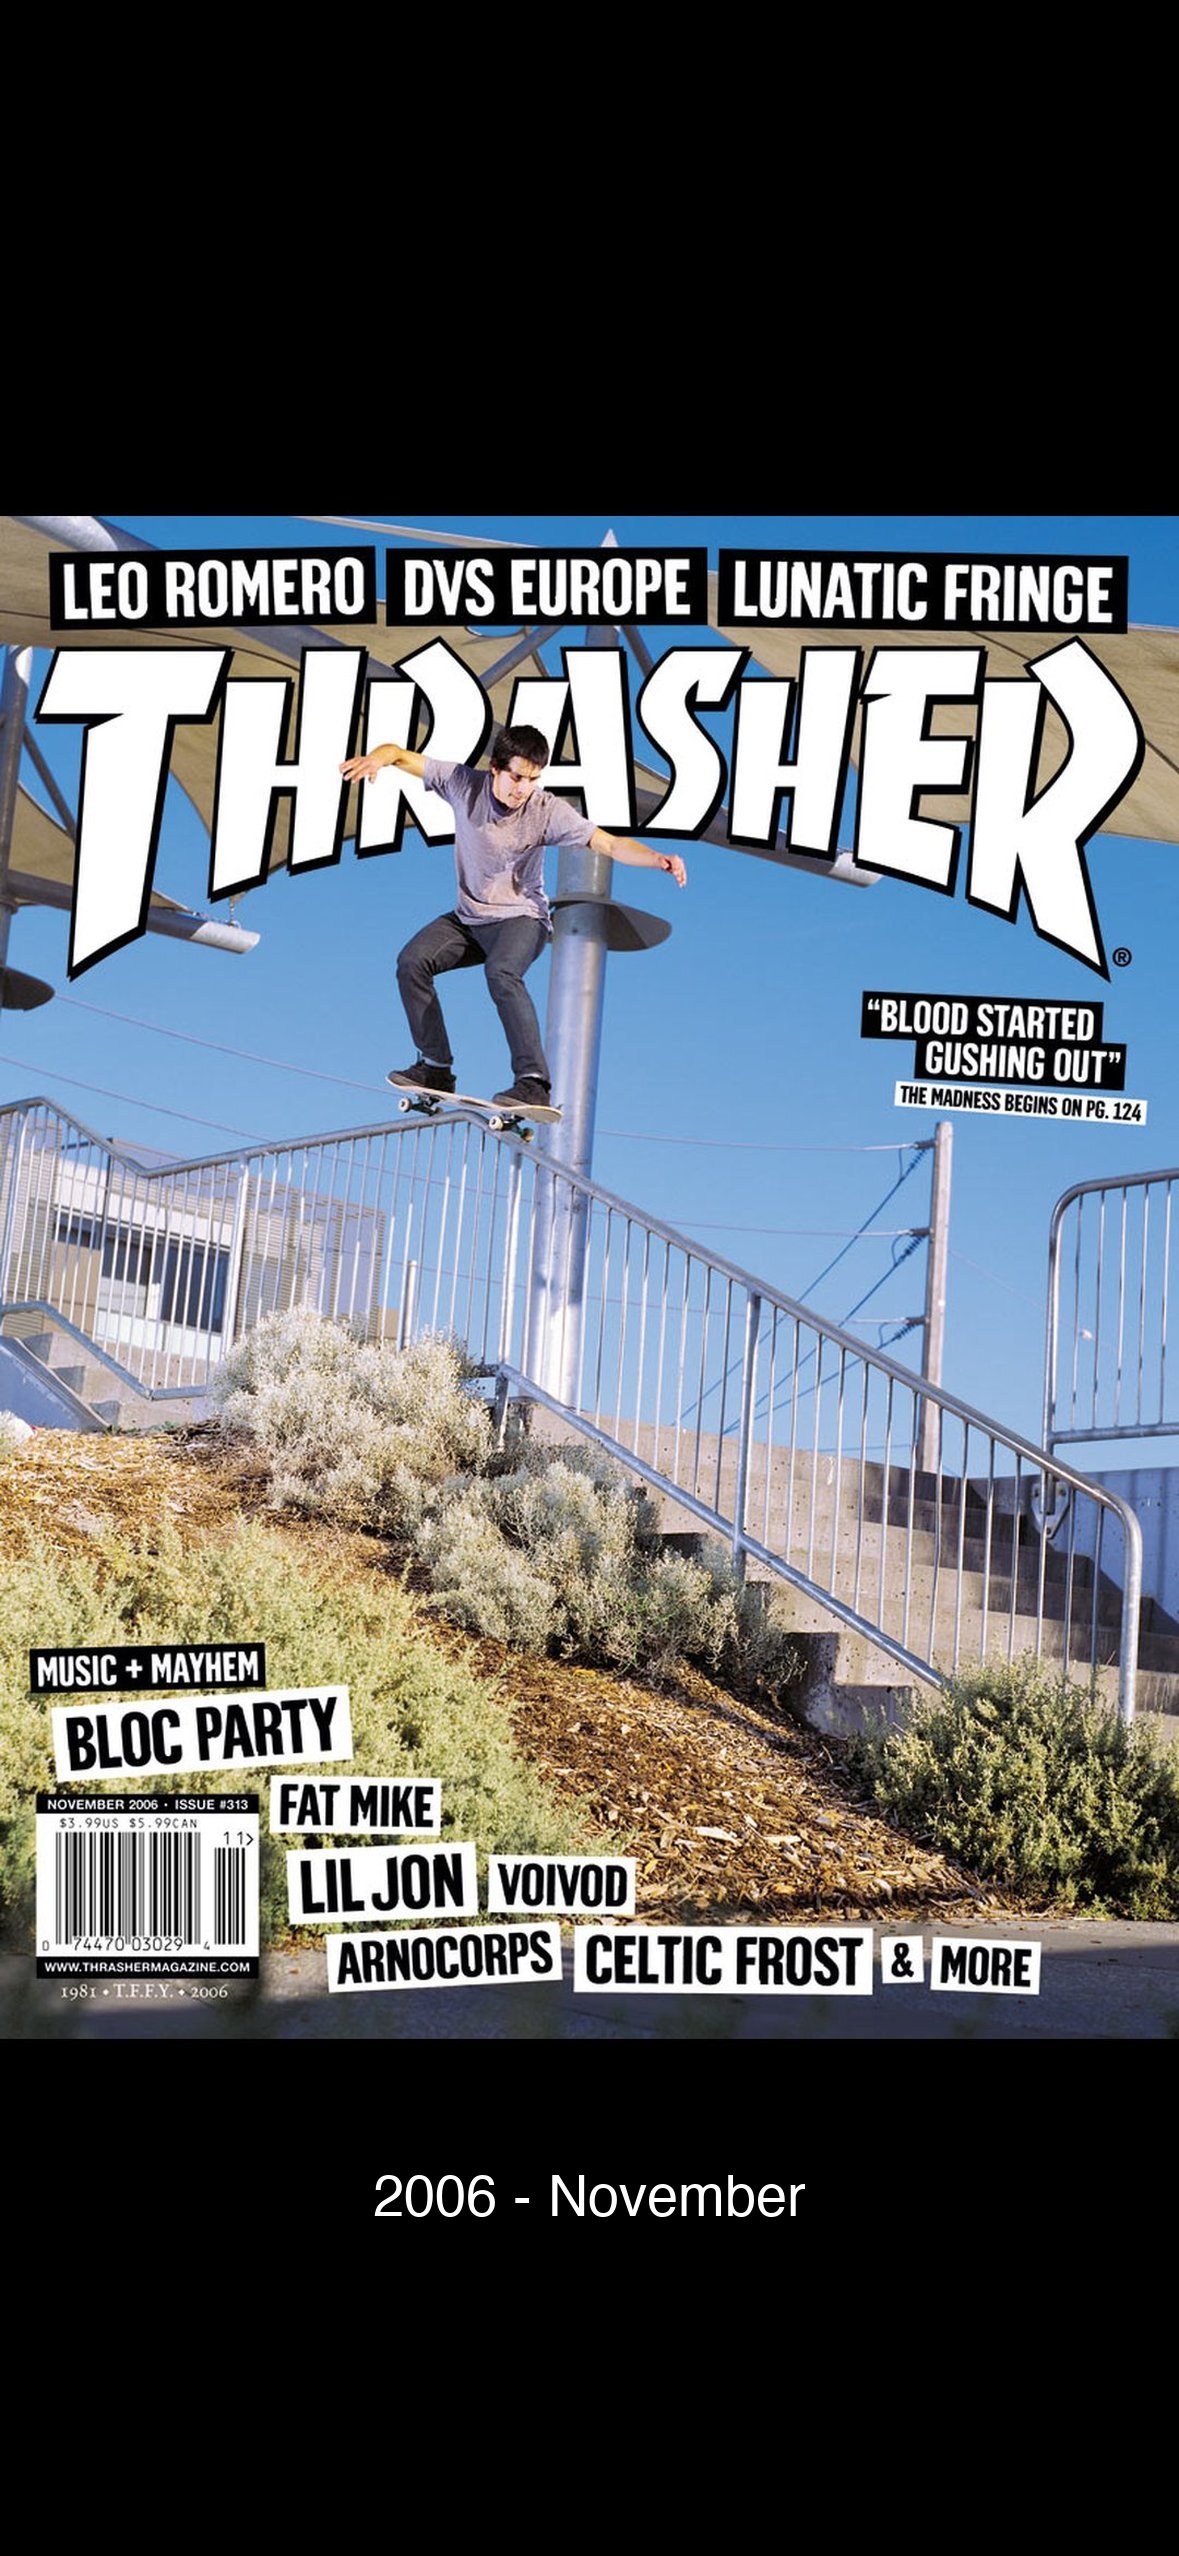 LEO ROMERO DVS EUROPE LUNATIC FRINGE
THRASHER
®
“BLOOD STARTED
GUSHING OUT”
THE MADNESS BEGINS ON PG. 124
MUSIC + MAYHEM
BLOC PARTY
FAT MIKE
LIL JON VOIVOD
ARNOCORPS CELTIC FROST & MORE
NOVEMBER 2006 · ISSUE #313
$3.99US $5.99CAN
11>
0 74470 03029 4
WWW.THRASHERMAGAZINE.COM
1981 • T.F.F.Y. • 2006
2006 - November